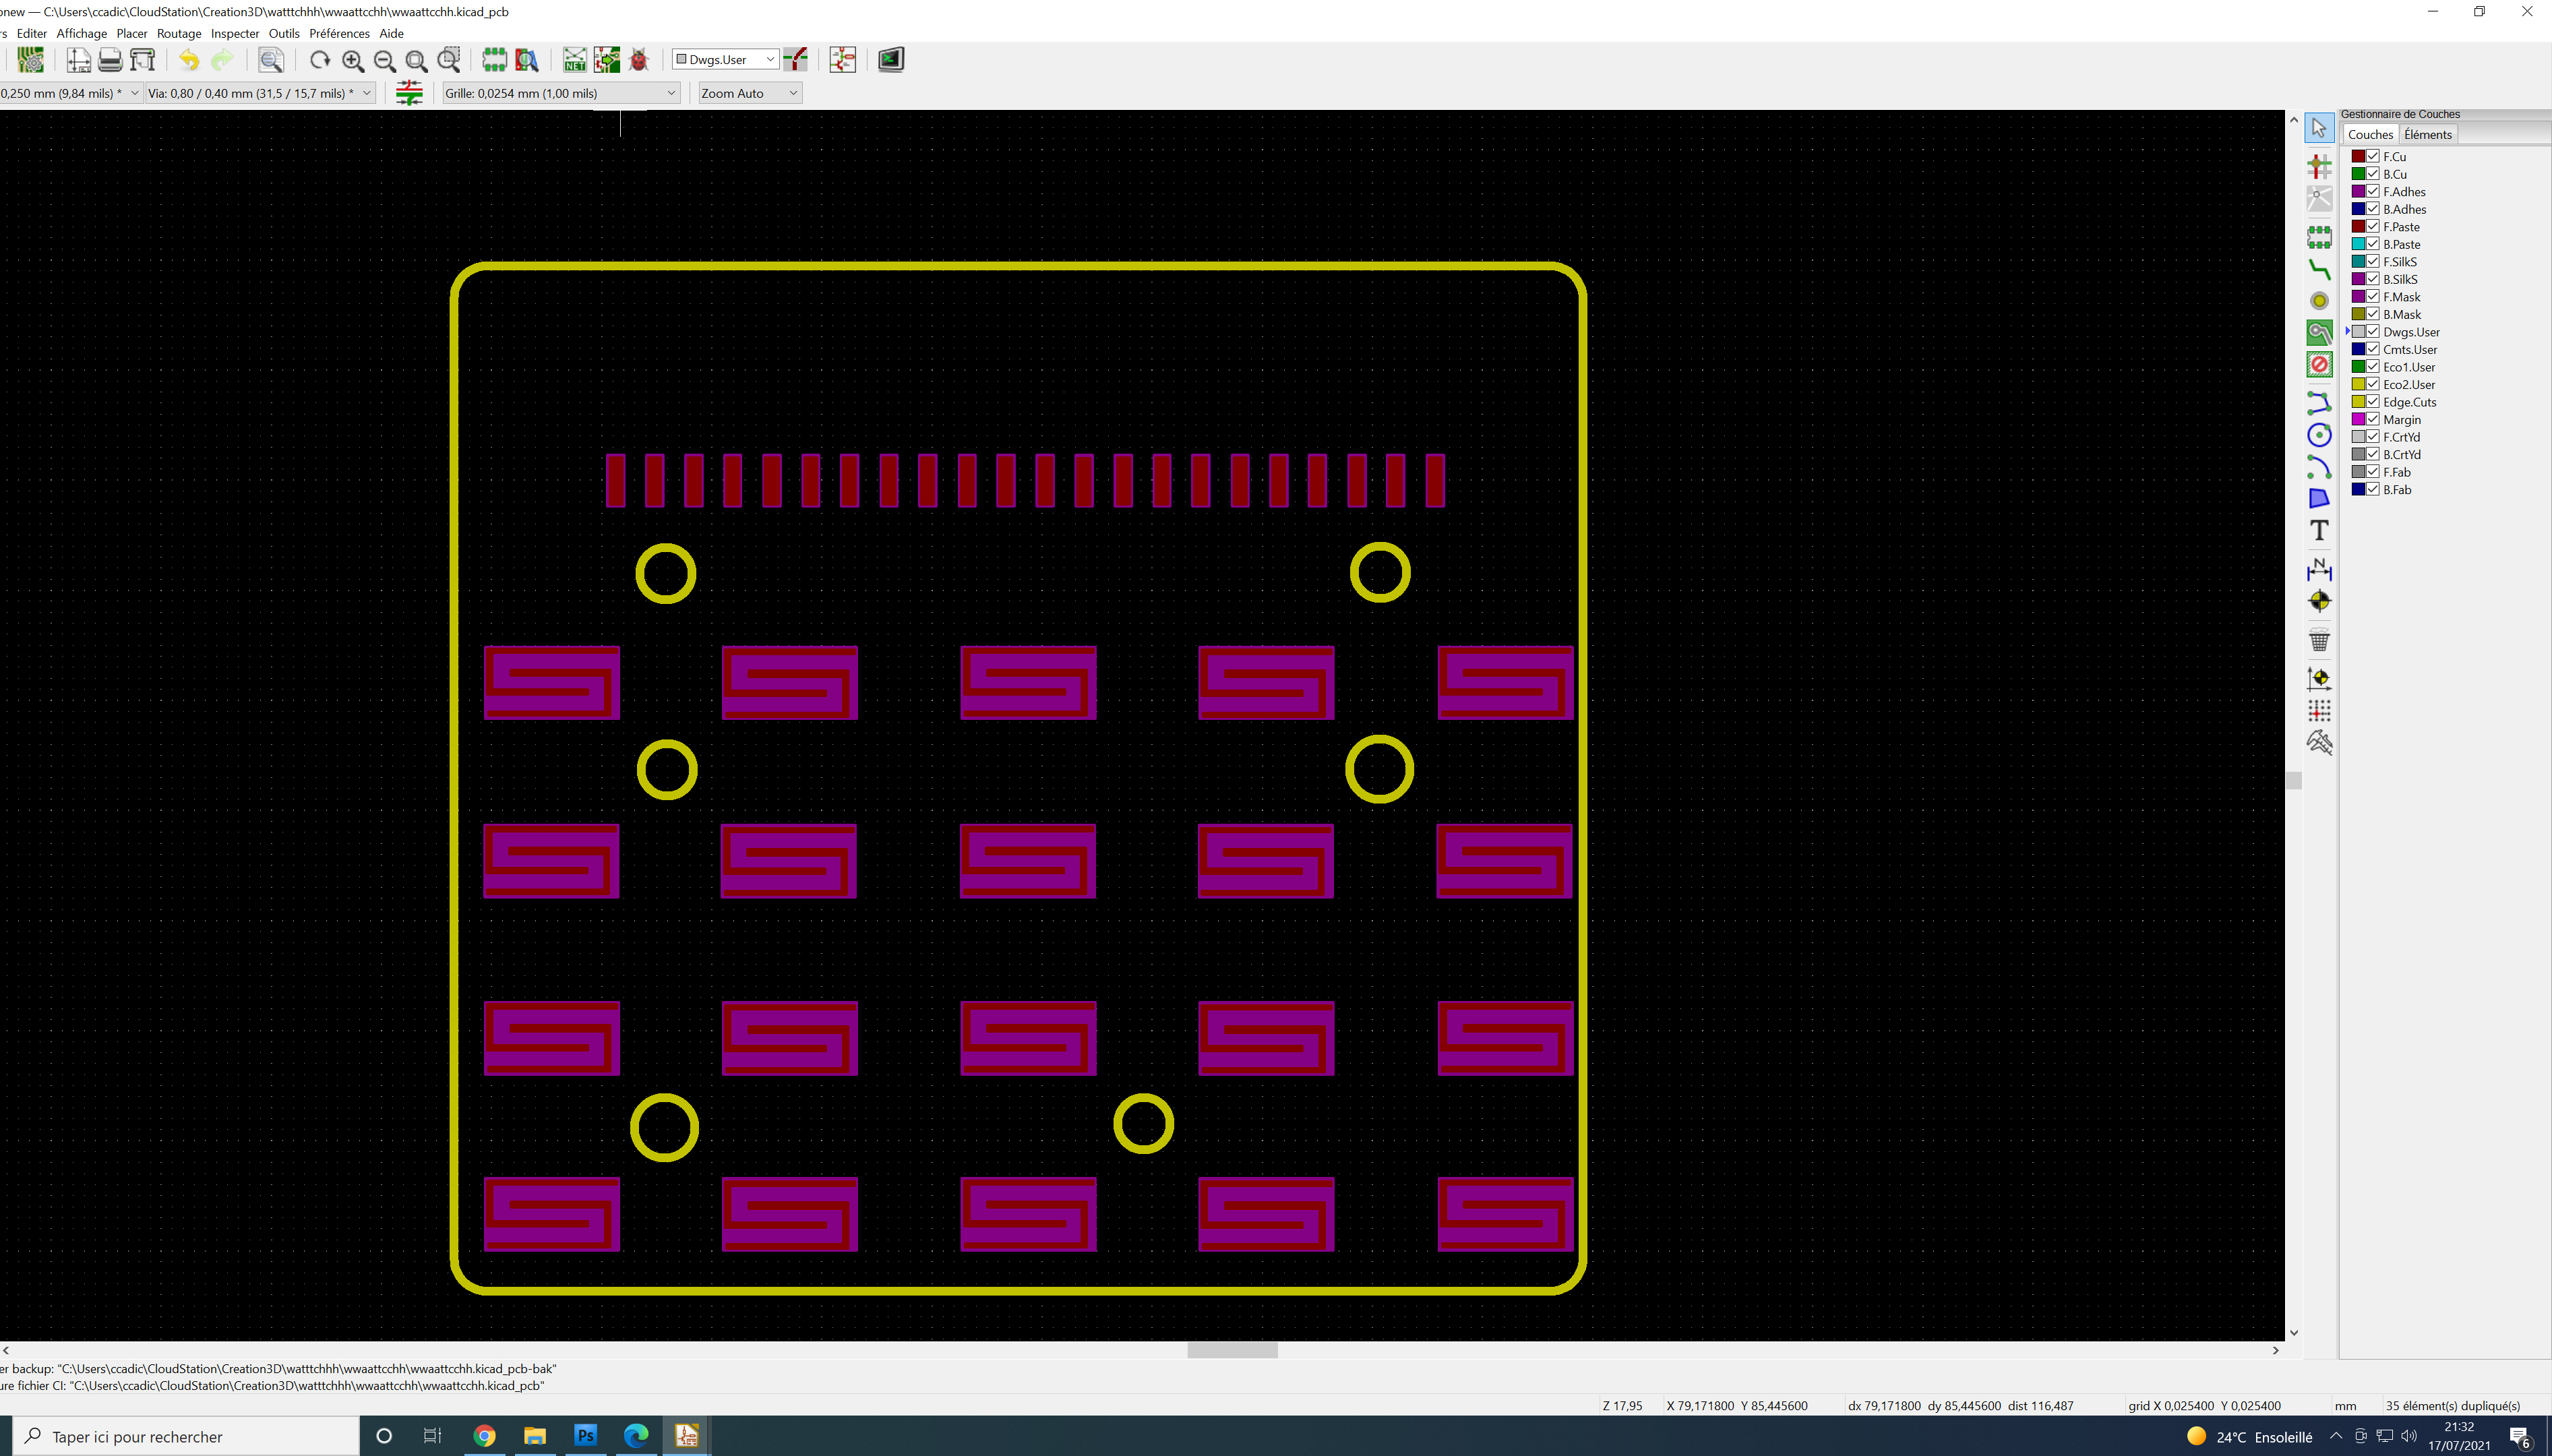 onew — C:\Users\ccadic\CloudStation\Creation3D\watttchhh\wwaattcchh\wwaattcchh.kicad_pcb
rs Editer Affichage Placer Routage Inspecter Outils Préférences Aide
Dwgs.User
0,250 mm (9,84 mils) * Via: 0,80 / 0,40 mm (31,5 / 15,7 mils) * Grille: 0,0254 mm (1,00 mils) Zoom Auto
Gestionnaire de Couches
Couches Éléments
F.Cu
B.Cu
F.Adhes
B.Adhes
F.Paste
B.Paste
F.SilkS
B.SilkS
F.Mask
B.Mask
Dwgs.User
Cmts.User
Eco1.User
Eco2.User
Edge.Cuts
Margin
F.CrtYd
B.CrtYd
F.Fab
B.Fab
er backup: "C:\Users\ccadic\CloudStation\Creation3D\watttchhh\wwaattcchh\wwaattcchh.kicad_pcb-bak"
ure fichier CI: "C:\Users\ccadic\CloudStation\Creation3D\watttchhh\wwaattcchh\wwaattcchh.kicad_pcb"
Z 17,95 X 79,171800 Y 85,445600 dx 79,171800 dy 85,445600 dist 116,487 grid X 0,025400 Y 0,025400 mm 35 élément(s) dupliqué(s)
Taper ici pour rechercher
Ps
24°C Ensoleillé
21:32
17/07/2021
6